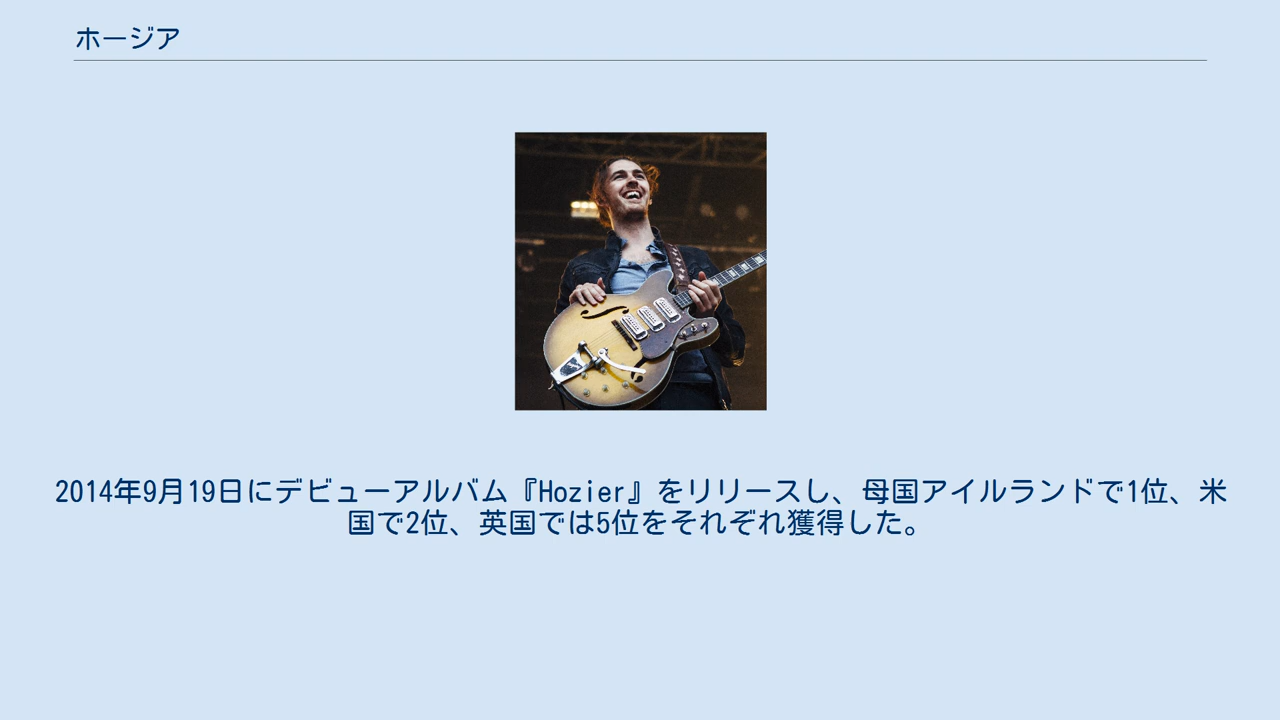 ホージア
2014年9月19日にデビューアルバム『Hozier』をリリースし、母国アイルランドで1位、米
国で2位、英国では5位をそれぞれ獲得した。